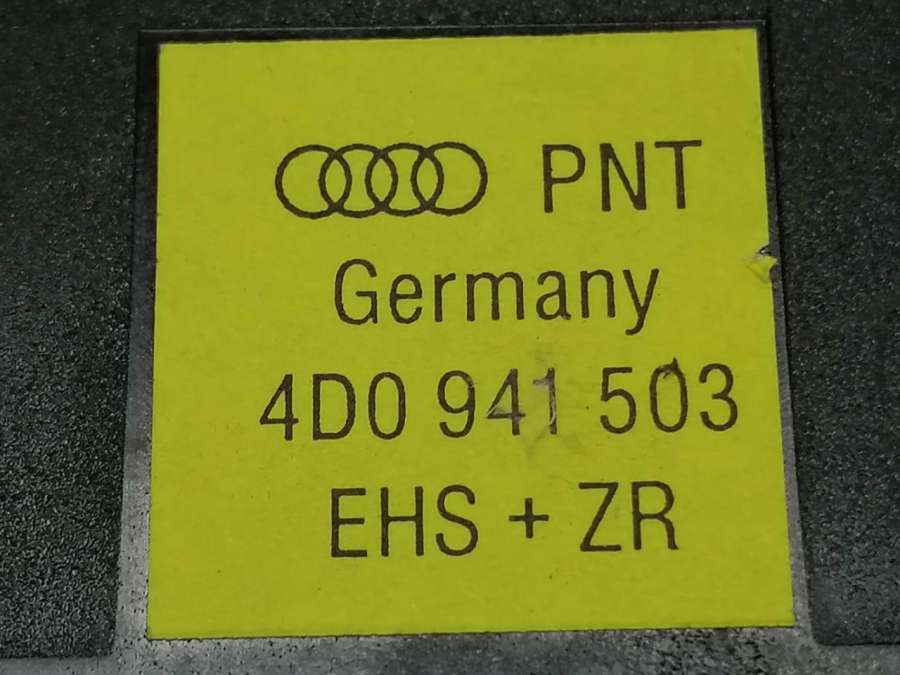 PNT
Germany
4D0 941 503
EHS + ZR